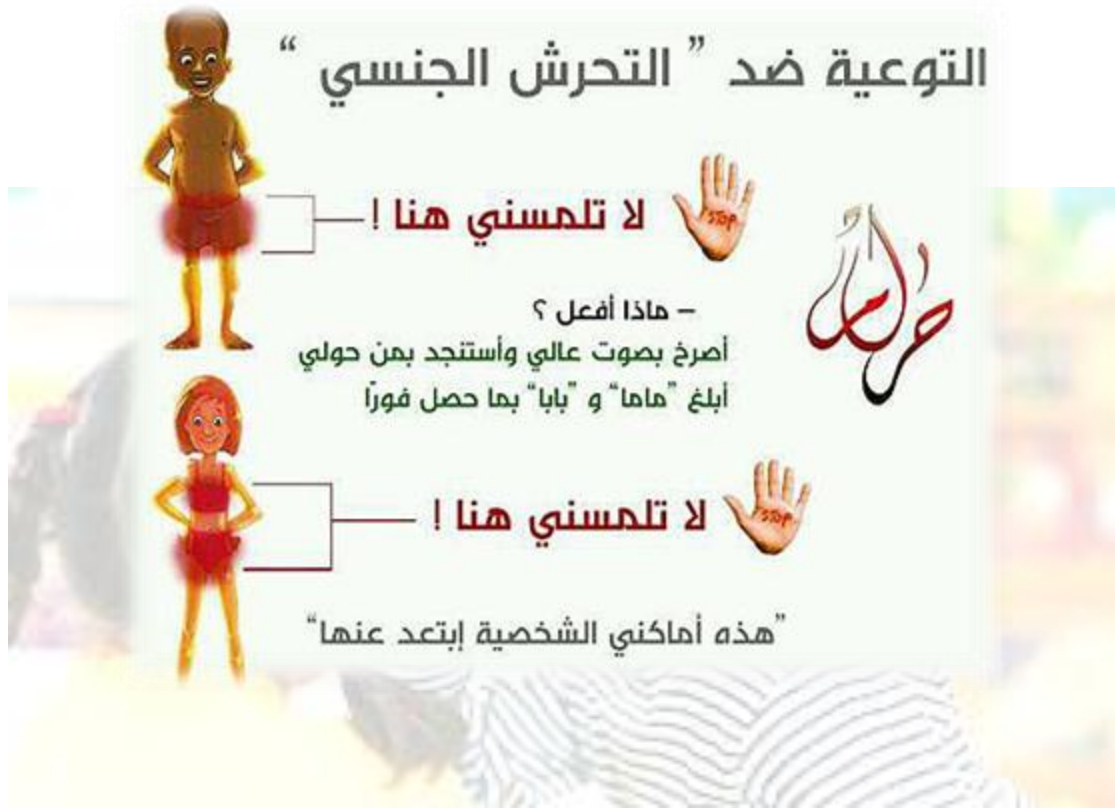 التوعية ضد " التحرش الجنسي "
لا تلمسني هنا !
STOP
حرام
– ماذا أفعل ؟
أصرخ بصوت عالي وأستنجد بمن حولي
أبلغ "ماما" و "بابا" بما حصل فورًا
لا تلمسني هنا !
STOP
"هذه أماكني الشخصية إبتعد عنها"